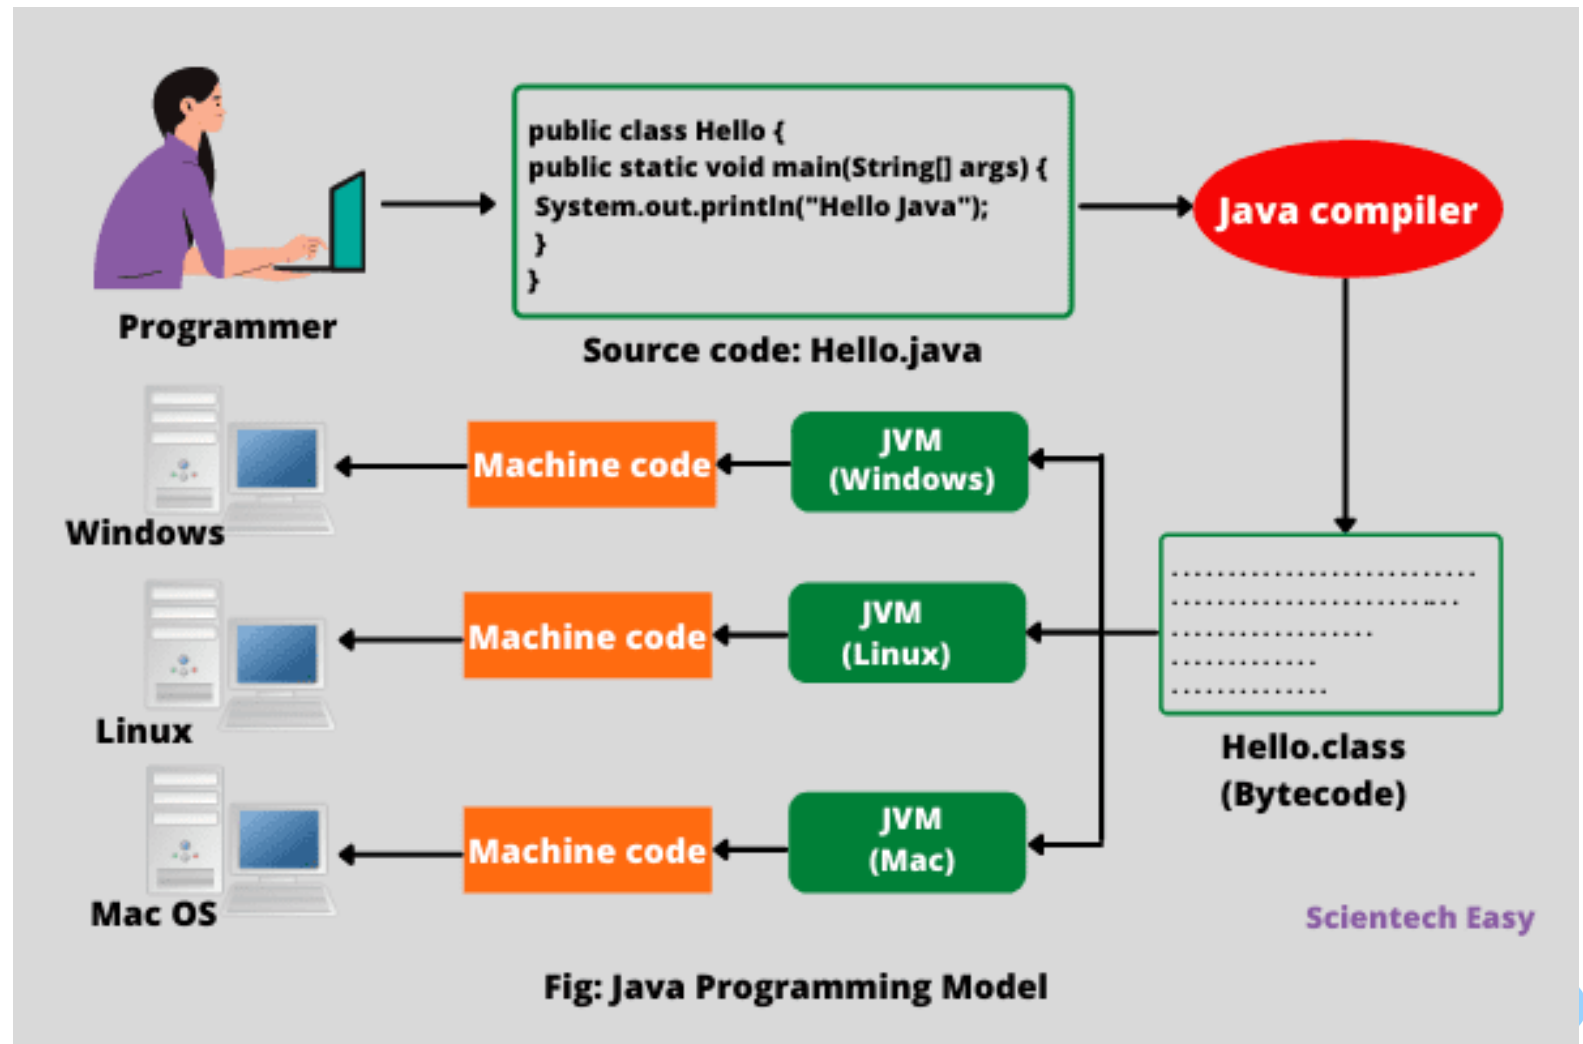 public class Hello {
public static void main(String[] args) {
System.out.println("Hello Java");
}
}
Java compiler
Programmer
Source code: Hello.java
Windows
Machine code
JVM
(Windows)
Linux
Machine code
JVM
(Linux)
Hello.class
(Bytecode)
Mac OS
Machine code
JVM
(Mac)
Scientech Easy
Fig: Java Programming Model